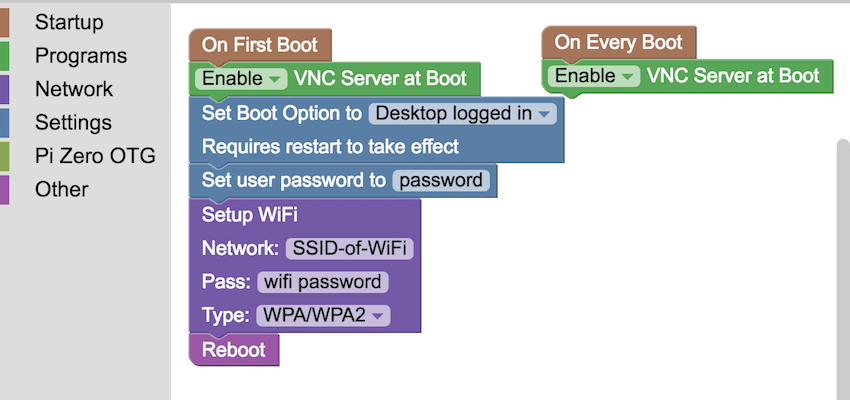 Startup
Programs
Network
Settings
Pi Zero OTG
Other
On First Boot
Enable VNC Server at Boot
Set Boot Option to Desktop logged in
Requires restart to take effect
Set user password to password
Setup WiFi
Network: SSID-of-WiFi
Pass: wifi password
Type: WPA/WPA2
Reboot
On Every Boot
Enable VNC Server at Boot